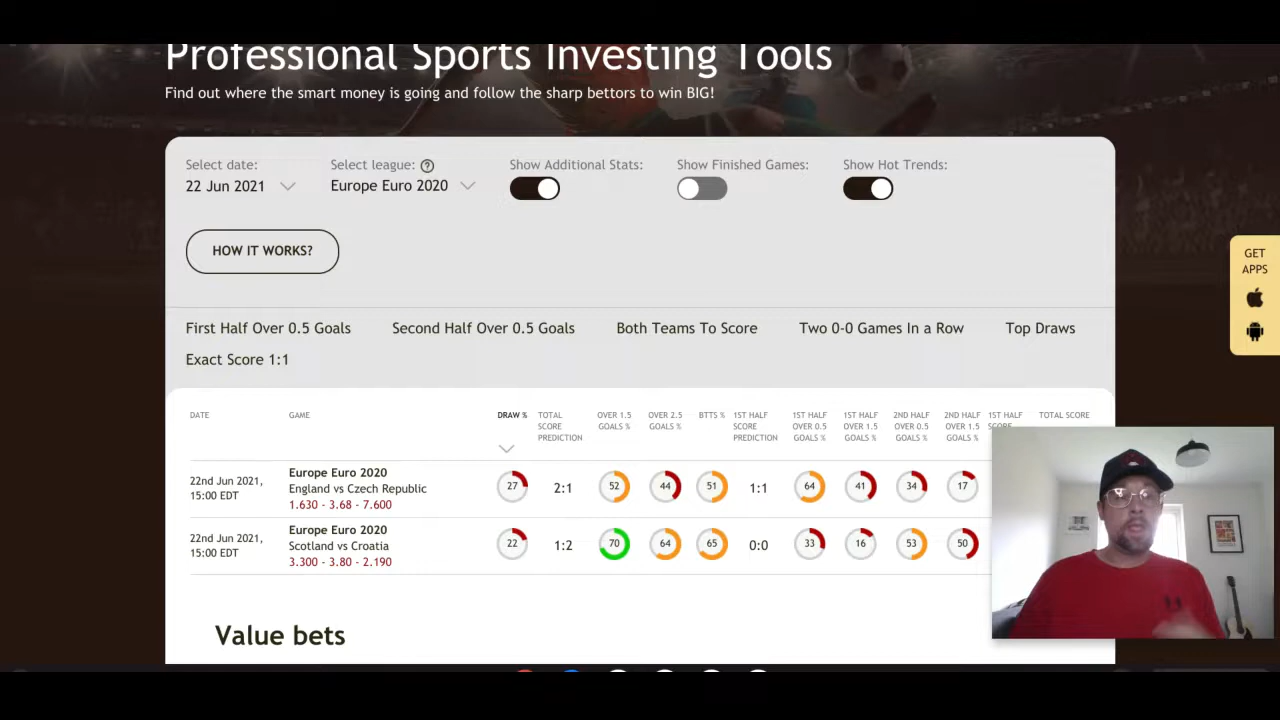 Professional Sports Investing Tools
Find out where the smart money is going and follow the sharp bettors to win BIG!
Select date:
22 Jun 2021
Select league: ?
Europe Euro 2020
Show Additional Stats:
Show Finished Games:
Show Hot Trends:
HOW IT WORKS?
GET
APPS
First Half Over 0.5 Goals
Second Half Over 0.5 Goals
Both Teams To Score
Two 0-0 Games In a Row
Top Draws
Exact Score 1:1
DATE
GAME
DRAW %
TOTAL
SCORE
PREDICTION
OVER 1.5
GOALS %
OVER 2.5
GOALS %
BTTS %
1ST HALF
SCORE
PREDICTION
1ST HALF
OVER 0.5
GOALS %
1ST HALF
OVER 1.5
GOALS %
2ND HALF
OVER 0.5
GOALS %
2ND HALF
OVER 1.5
GOALS %
1ST HALF
SCORE
TOTAL SCORE
22nd Jun 2021,
15:00 EDT
Europe Euro 2020
England vs Czech Republic
1.630 - 3.68 - 7.600
27
2:1
52
44
51
1:1
64
41
34
17
22nd Jun 2021,
15:00 EDT
Europe Euro 2020
Scotland vs Croatia
3.300 - 3.80 - 2.190
22
1:2
70
64
65
0:0
33
16
53
50
Value bets